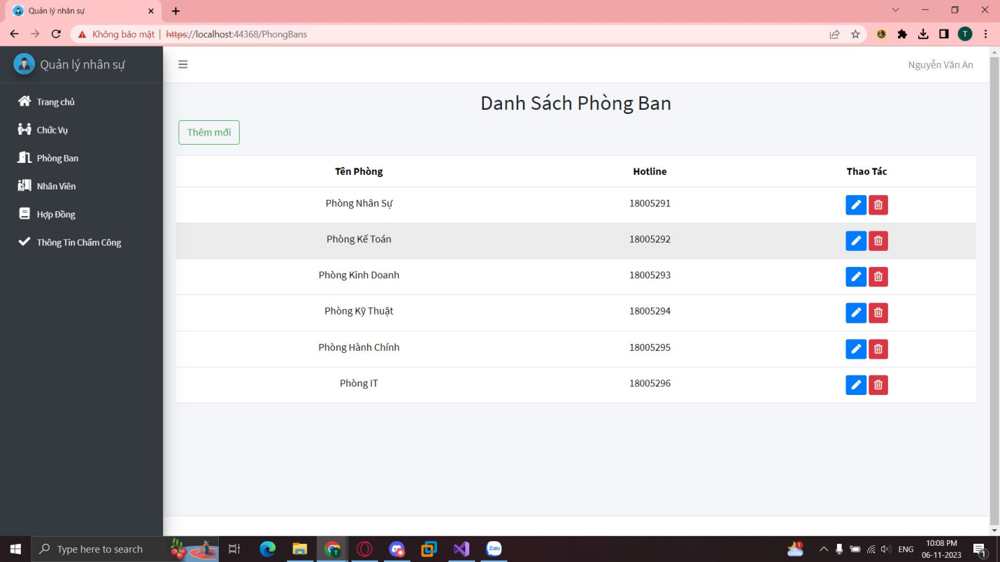 Quản lý nhân sự
Không bảo mật | https://localhost:44368/PhongBans
T
Quản lý nhân sự
Nguyễn Văn An
Trang chủ
Chức Vụ
Phòng Ban
Nhân Viên
Hợp Đồng
Thông Tin Chấm Công
Danh Sách Phòng Ban
Thêm mới
Tên Phòng Hotline Thao Tác
Phòng Nhân Sự 18005291
Phòng Kế Toán 18005292
Phòng Kinh Doanh 18005293
Phòng Kỹ Thuật 18005294
Phòng Hành Chính 18005295
Phòng IT 18005296
Type here to search
T
Zalo
1
ENG
10:08 PM
06-11-2023
1